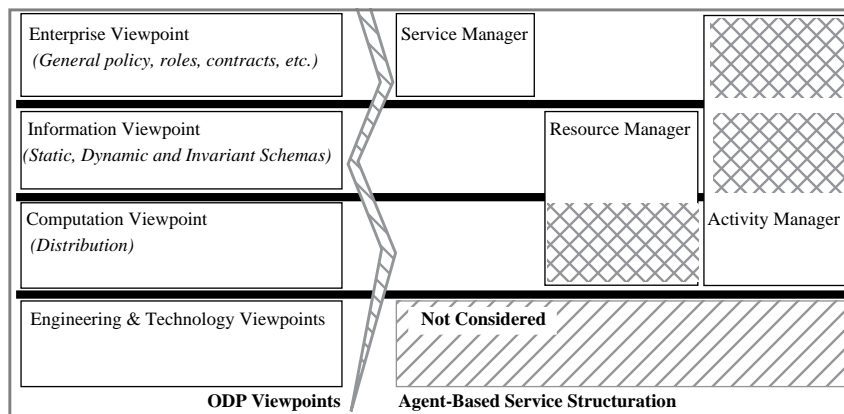 Enterprise Viewpoint
(General policy, roles, contracts, etc.)
Service Manager
Information Viewpoint
(Static, Dynamic and Invariant Schemas)
Resource Manager
Computation Viewpoint
(Distribution)
Activity Manager
Engineering & Technology Viewpoints
Not Considered
ODP Viewpoints
Agent-Based Service Structuration